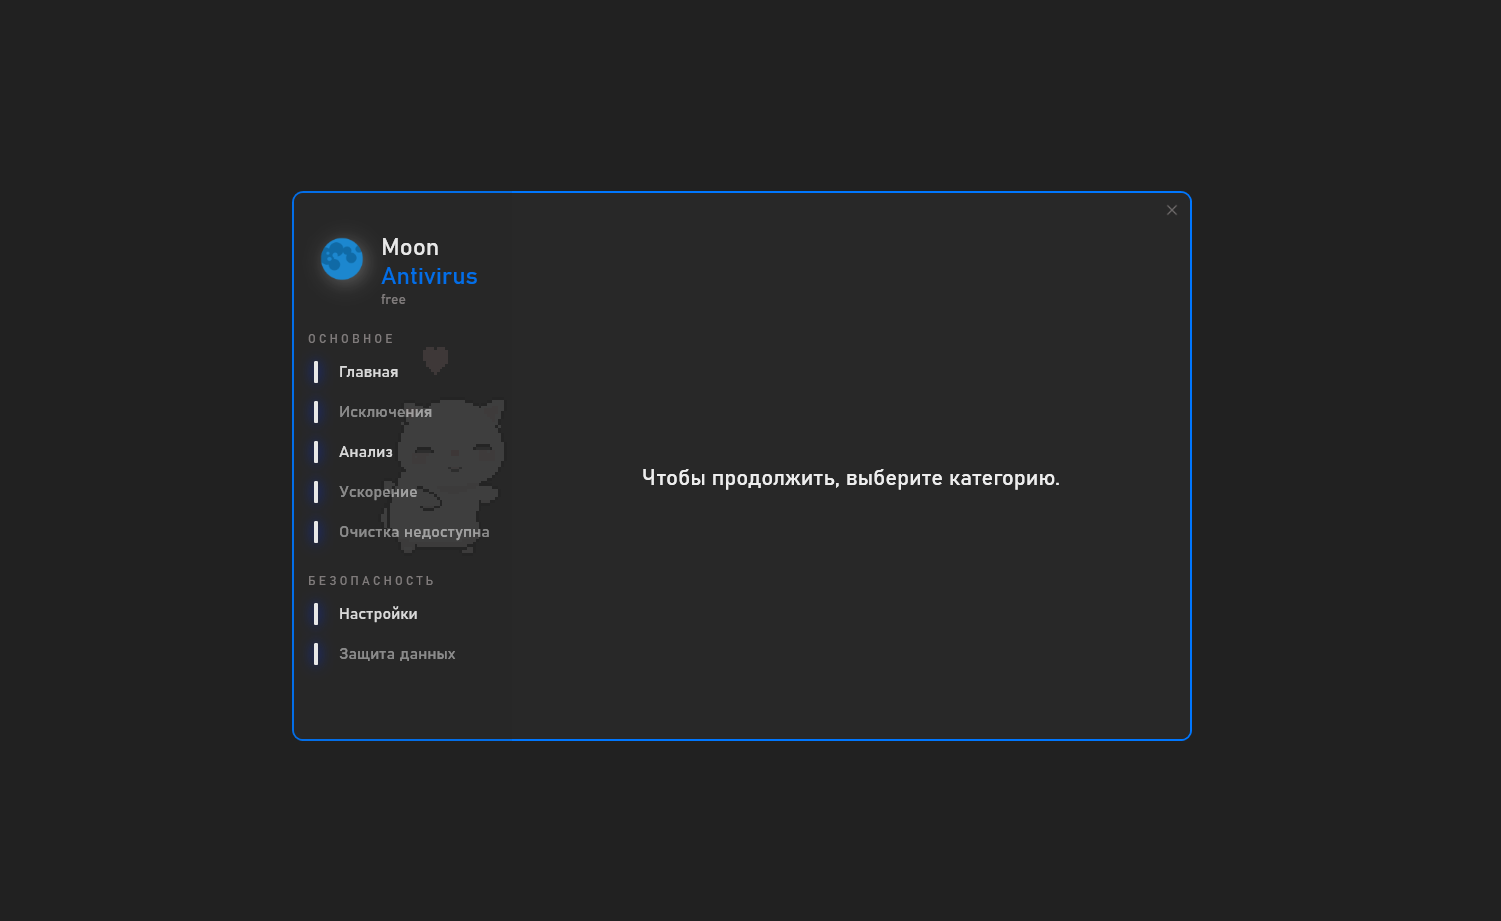 Moon
Antivirus
free
ОСНОВНОЕ
Главная
Исключения
Анализ
Ускорение
Очистка недоступна
БЕЗОПАСНОСТЬ
Настройки
Защита данных
Чтобы продолжить, выберите категорию.